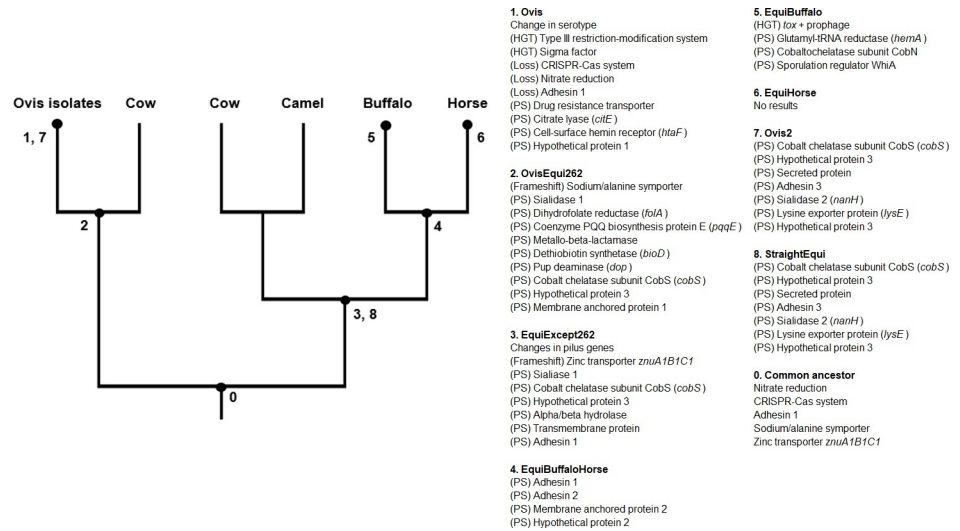 Ovis isolates
Cow
Cow
Camel
Buffalo
Horse
1, 7
5
6
2
4
3, 8
0
1. Ovis
Change in serotype
(HGT) Type III restriction-modification system
(HGT) Sigma factor
(Loss) CRISPR-Cas system
(Loss) Nitrate reduction
(Loss) Adhesin 1
(PS) Drug resistance transporter
(PS) Citrate lyase (citE )
(PS) Cell-surface hemin receptor (htaF )
(PS) Hypothetical protein 1
2. OvisEqui262
(Frameshift) Sodium/alanine symporter
(PS) Sialidase 1
(PS) Dihydrofolate reductase (folA )
(PS) Coenzyme PQQ biosynthesis protein E (pqqE )
(PS) Metallo-beta-lactamase
(PS) Dethiobiotin synthetase (bioD )
(PS) Pup deaminase (dop )
(PS) Cobalt chelatase subunit CobS (cobS )
(PS) Hypothetical protein 3
(PS) Membrane anchored protein 1
3. EquiExcept262
Changes in pilus genes
(Frameshift) Zinc transporter znuA1B1C1
(PS) Sialiase 1
(PS) Cobalt chelatase subunit CobS (cobS )
(PS) Hypothetical protein 3
(PS) Alpha/beta hydrolase
(PS) Transmembrane protein
(PS) Adhesin 1
4. EquiBuffaloHorse
(PS) Adhesin 1
(PS) Adhesin 2
(PS) Membrane anchored protein 2
(PS) Hypothetical protein 2
5. EquiBuffalo
(HGT) tox + prophage
(PS) Glutamyl-tRNA reductase (hemA )
(PS) Cobaltochelatase subunit CobN
(PS) Sporulation regulator WhiA
6. EquiHorse
No results
7. Ovis2
(PS) Cobalt chelatase subunit CobS (cobS )
(PS) Hypothetical protein 3
(PS) Secreted protein
(PS) Adhesin 3
(PS) Sialidase 2 (nanH )
(PS) Lysine exporter protein (lysE )
(PS) Hypothetical protein 3
8. StraightEqui
(PS) Cobalt chelatase subunit CobS (cobS )
(PS) Hypothetical protein 3
(PS) Secreted protein
(PS) Adhesin 3
(PS) Sialidase 2 (nanH )
(PS) Lysine exporter protein (lysE )
(PS) Hypothetical protein 3
0. Common ancestor
Nitrate reduction
CRISPR-Cas system
Adhesin 1
Sodium/alanine symporter
Zinc transporter znuA1B1C1